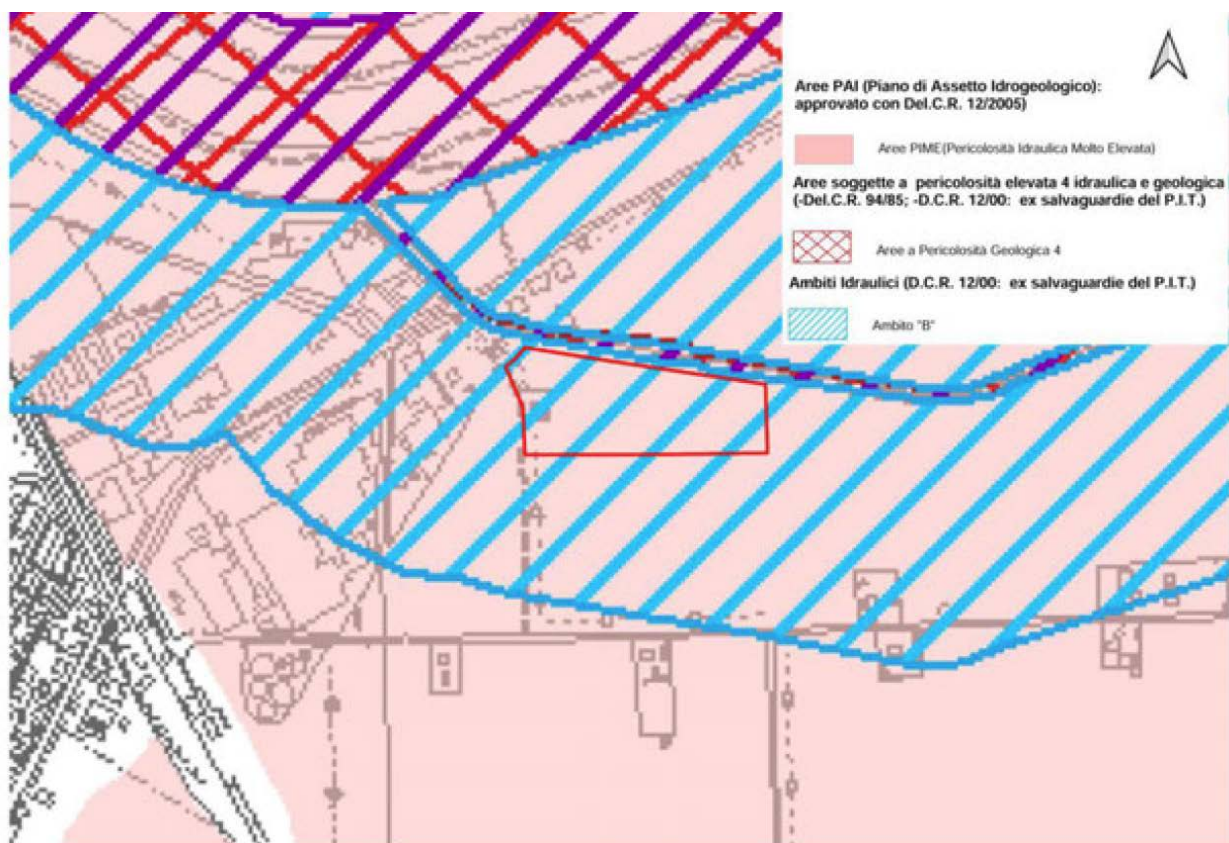 Aree PAI (Piano di Assetto Idrogeologico):
approvato con Del.C.R. 12/2005)
Aree PIME(Pericolosità Idraulica Molto Elevata)
Aree soggette a pericolosità elevata 4 idraulica e geologica
(-Del.C.R. 94/85; -D.C.R. 12/00: ex salvaguardie del P.I.T.)
Aree a Pericolosità Geologica 4
Ambiti Idraulici (D.C.R. 12/00: ex salvaguardie del P.I.T.)
Ambito "B"